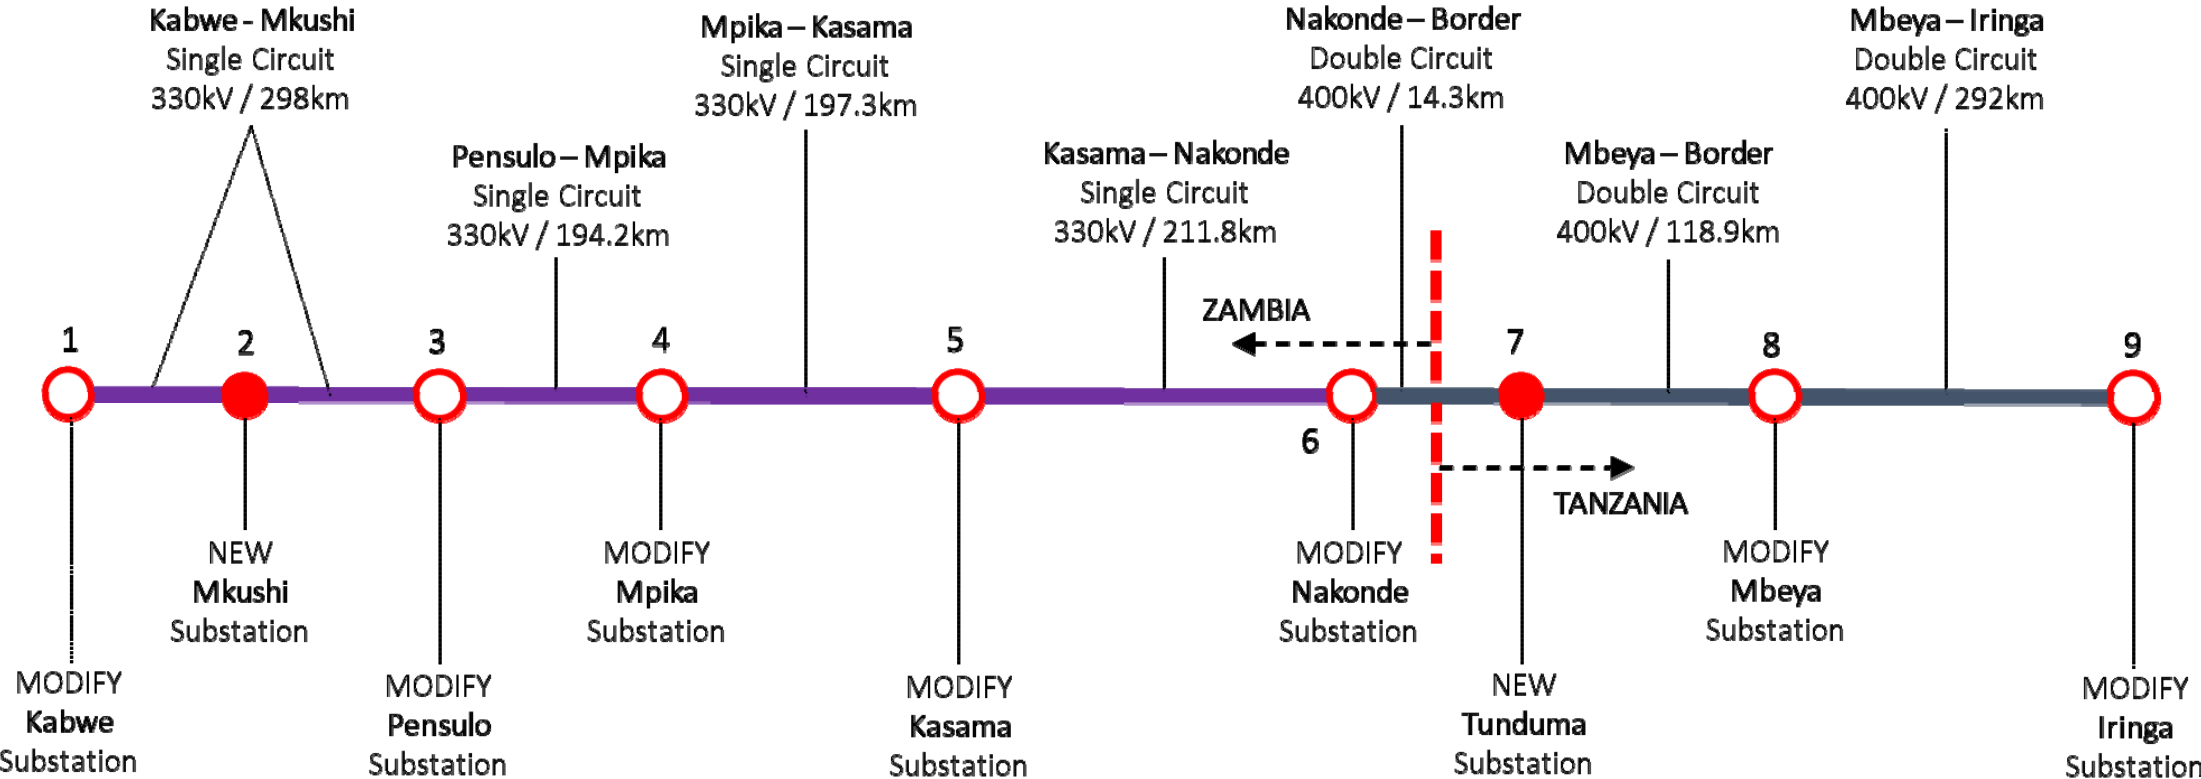 Kabwe - Mkushi
Single Circuit
330kV / 298km
Pensulo – Mpika
Single Circuit
330kV / 194.2km
Mpika – Kasama
Single Circuit
330kV / 197.3km
Kasama – Nakonde
Single Circuit
330kV / 211.8km
Nakonde – Border
Double Circuit
400kV / 14.3km
Mbeya – Border
Double Circuit
400kV / 118.9km
Mbeya – Iringa
Double Circuit
400kV / 292km
ZAMBIA
TANZANIA
1
2
3
4
5
6
7
8
9
MODIFY
Kabwe
Substation
NEW
Mkushi
Substation
MODIFY
Pensulo
Substation
MODIFY
Mpika
Substation
MODIFY
Kasama
Substation
MODIFY
Nakonde
Substation
NEW
Tunduma
Substation
MODIFY
Mbeya
Substation
MODIFY
Iringa
Substation